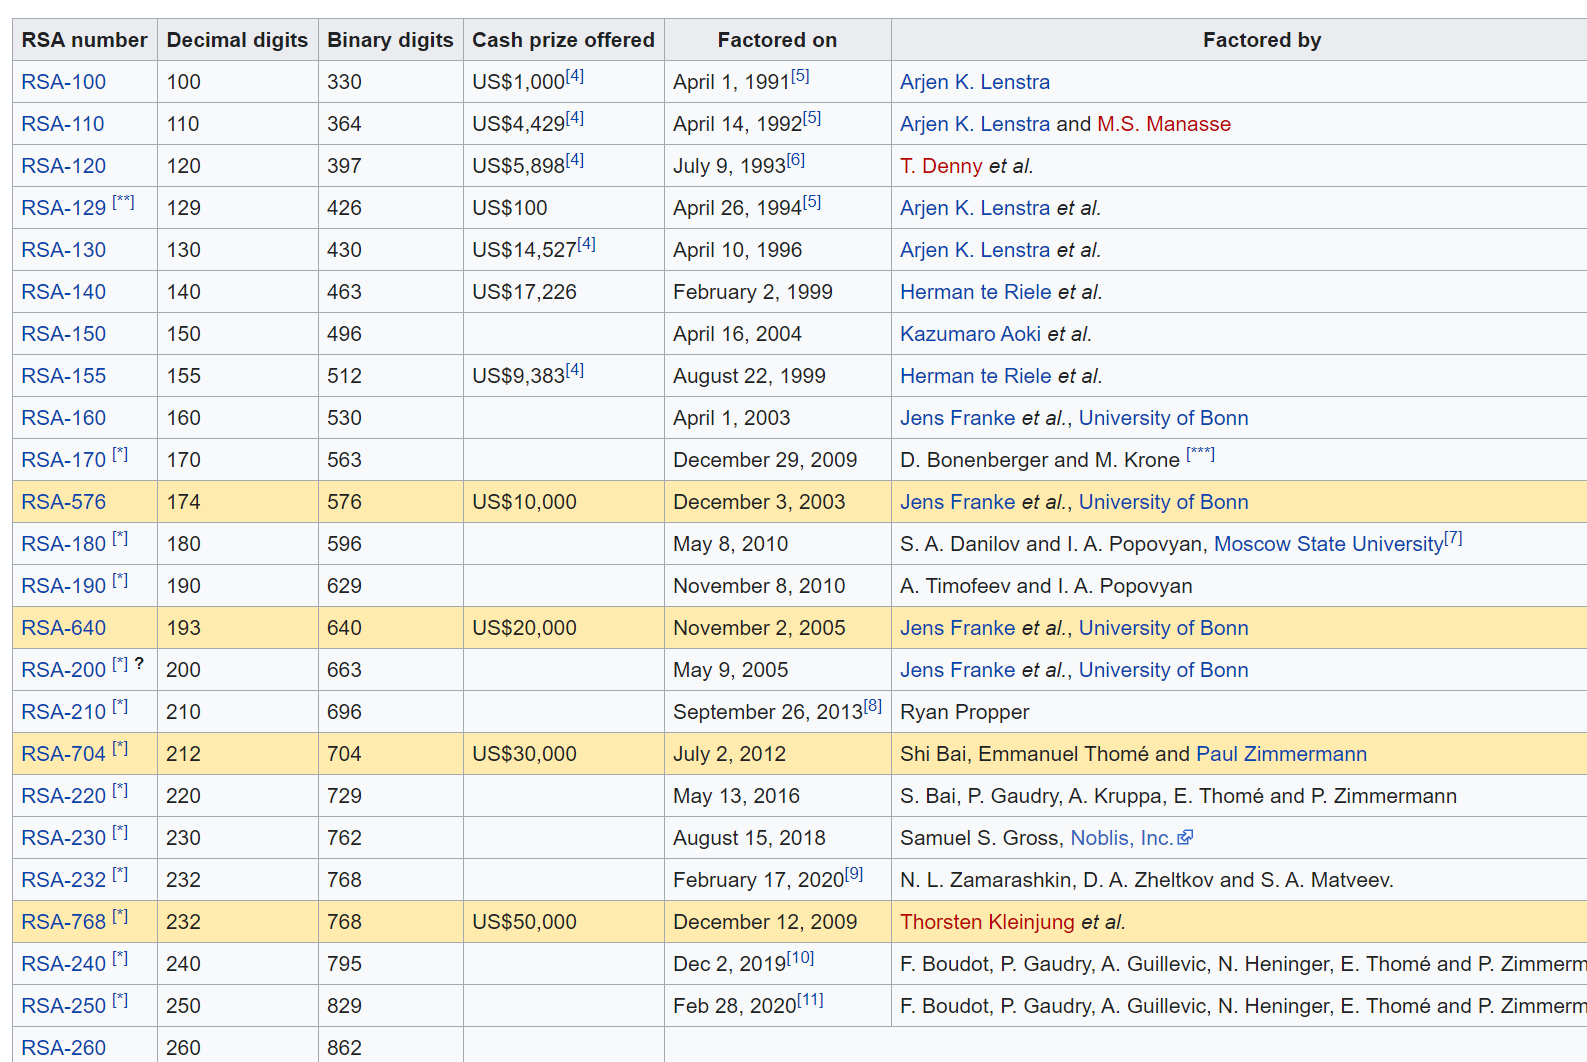 RSA number Decimal digits Binary digits Cash prize offered Factored on Factored by
RSA-100 100 330 US$1,000[4] April 1, 1991[5] Arjen K. Lenstra
RSA-110 110 364 US$4,429[4] April 14, 1992[5] Arjen K. Lenstra and M.S. Manasse
RSA-120 120 397 US$5,898[4] July 9, 1993[6] T. Denny et al.
RSA-129 [**] 129 426 US$100 April 26, 1994[5] Arjen K. Lenstra et al.
RSA-130 130 430 US$14,527[4] April 10, 1996 Arjen K. Lenstra et al.
RSA-140 140 463 US$17,226 February 2, 1999 Herman te Riele et al.
RSA-150 150 496 April 16, 2004 Kazumaro Aoki et al.
RSA-155 155 512 US$9,383[4] August 22, 1999 Herman te Riele et al.
RSA-160 160 530 April 1, 2003 Jens Franke et al., University of Bonn
RSA-170 [*] 170 563 December 29, 2009 D. Bonenberger and M. Krone [***]
RSA-576 174 576 US$10,000 December 3, 2003 Jens Franke et al., University of Bonn
RSA-180 [*] 180 596 May 8, 2010 S. A. Danilov and I. A. Popovyan, Moscow State University[7]
RSA-190 [*] 190 629 November 8, 2010 A. Timofeev and I. A. Popovyan
RSA-640 193 640 US$20,000 November 2, 2005 Jens Franke et al., University of Bonn
RSA-200 [*] ? 200 663 May 9, 2005 Jens Franke et al., University of Bonn
RSA-210 [*] 210 696 September 26, 2013[8] Ryan Propper
RSA-704 [*] 212 704 US$30,000 July 2, 2012 Shi Bai, Emmanuel Thomé and Paul Zimmermann
RSA-220 [*] 220 729 May 13, 2016 S. Bai, P. Gaudry, A. Kruppa, E. Thomé and P. Zimmermann
RSA-230 [*] 230 762 August 15, 2018 Samuel S. Gross, Noblis, Inc.
RSA-232 [*] 232 768 February 17, 2020[9] N. L. Zamarashkin, D. A. Zheltkov and S. A. Matveev.
RSA-768 [*] 232 768 US$50,000 December 12, 2009 Thorsten Kleinjung et al.
RSA-240 [*] 240 795 Dec 2, 2019[10] F. Boudot, P. Gaudry, A. Guillevic, N. Heninger, E. Thomé and P. Zimmerm
RSA-250 [*] 250 829 Feb 28, 2020[11] F. Boudot, P. Gaudry, A. Guillevic, N. Heninger, E. Thomé and P. Zimmerm
RSA-260 260 862